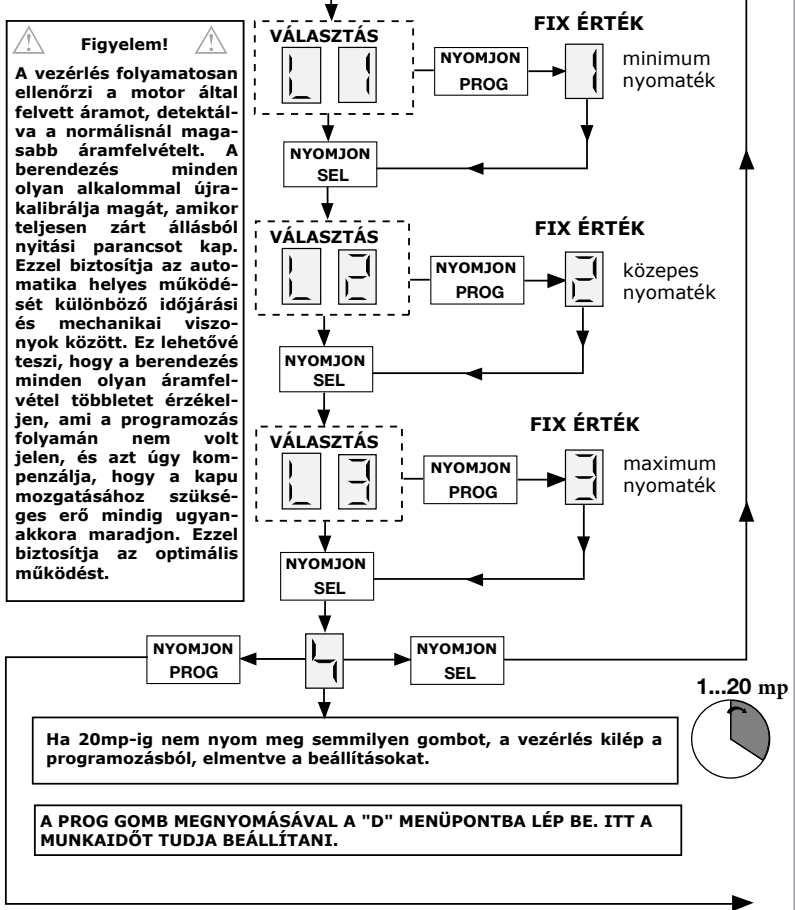 Figyelem!
A vezérlés folyamatosan
ellenőrzi a motor által
felvett áramot, detektál-
va a normálisnál maga-
sabb áramfelvételt. A
berendezés minden
olyan alkalommal újra-
kalibrálja magát, amikor
teljesen zárt állásból
nyitási parancsot kap.
Ezzel biztosítja az auto-
matika helyes működé-
sét különböző időjárási
és mechanikai viszo-
nyok között. Ez lehetővé
teszi, hogy a berendezés
minden olyan áramfel-
vétel többletet érzékel-
jen, ami a programozás
folyamán nem volt
jelen, és azt úgy kom-
penzálja, hogy a kapu
mozgatásához szüksé-
ges erő mindig ugyan-
akkora maradjon. Ezzel
biztosítja az optimális
működést.
VÁLASZTÁS
L 1
NYOMJON
PROG
FIX ÉRTÉK
1
minimum
nyomaték
NYOMJON
SEL
VÁLASZTÁS
L 2
NYOMJON
PROG
FIX ÉRTÉK
2
közepes
nyomaték
NYOMJON
SEL
VÁLASZTÁS
L 3
NYOMJON
PROG
FIX ÉRTÉK
3
maximum
nyomaték
NYOMJON
SEL
NYOMJON
PROG
4
NYOMJON
SEL
1...20 mp
Ha 20mp-ig nem nyom meg semmilyen gombot, a vezérlés kilép a
programozásból, elmentve a beállításokat.
A PROG GOMB MEGNYOMÁSÁVAL A "D" MENÜPONTBA LÉP BE. ITT A
MUNKAIDŐT TUDJA BEÁLLÍTANI.